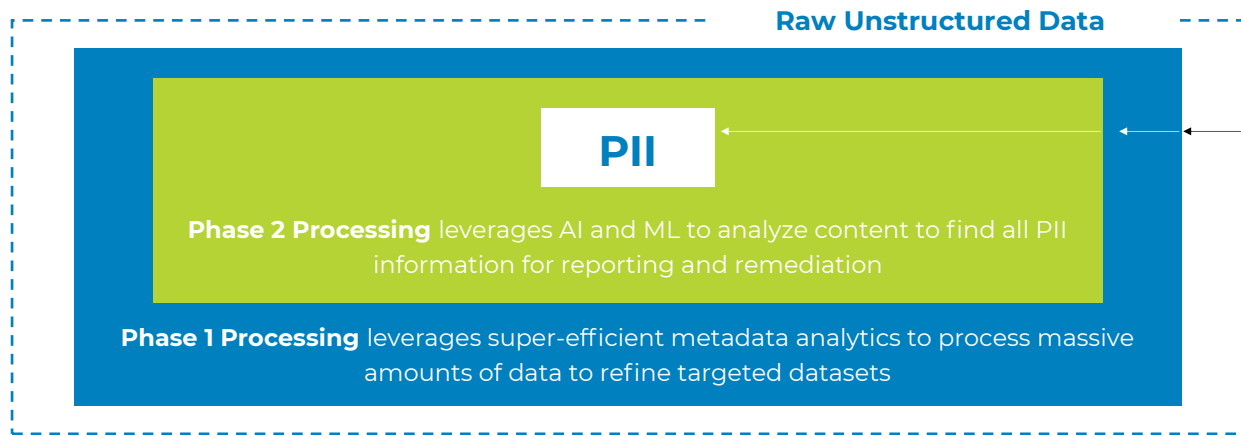 Raw Unstructured Data
PII
Phase 2 Processing leverages AI and ML to analyze content to find all PII
information for reporting and remediation
Phase 1 Processing leverages super-efficient metadata analytics to process massive
amounts of data to refine targeted datasets